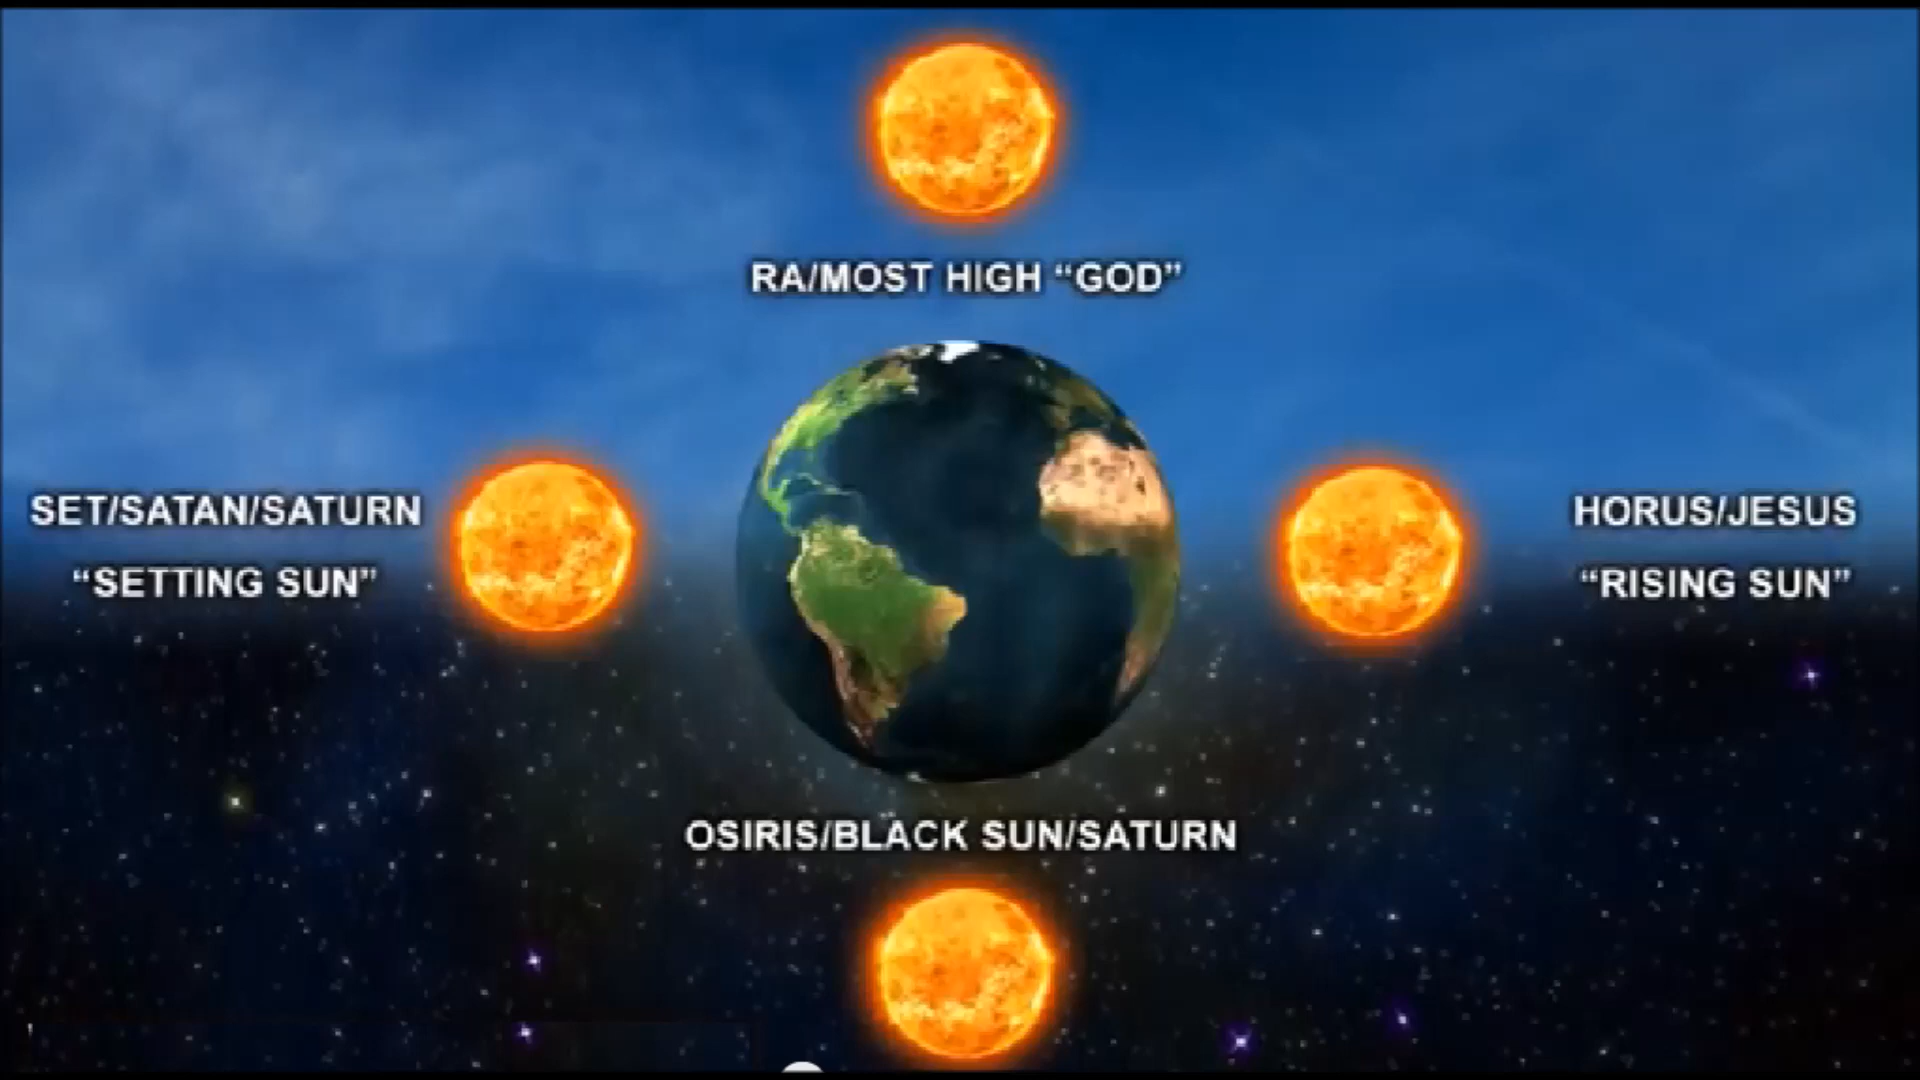 RA/MOST HIGH “GOD”
SET/SATAN/SATURN
“SETTING SUN”
HORUS/JESUS
“RISING SUN”
OSIRIS/BLACK SUN/SATURN